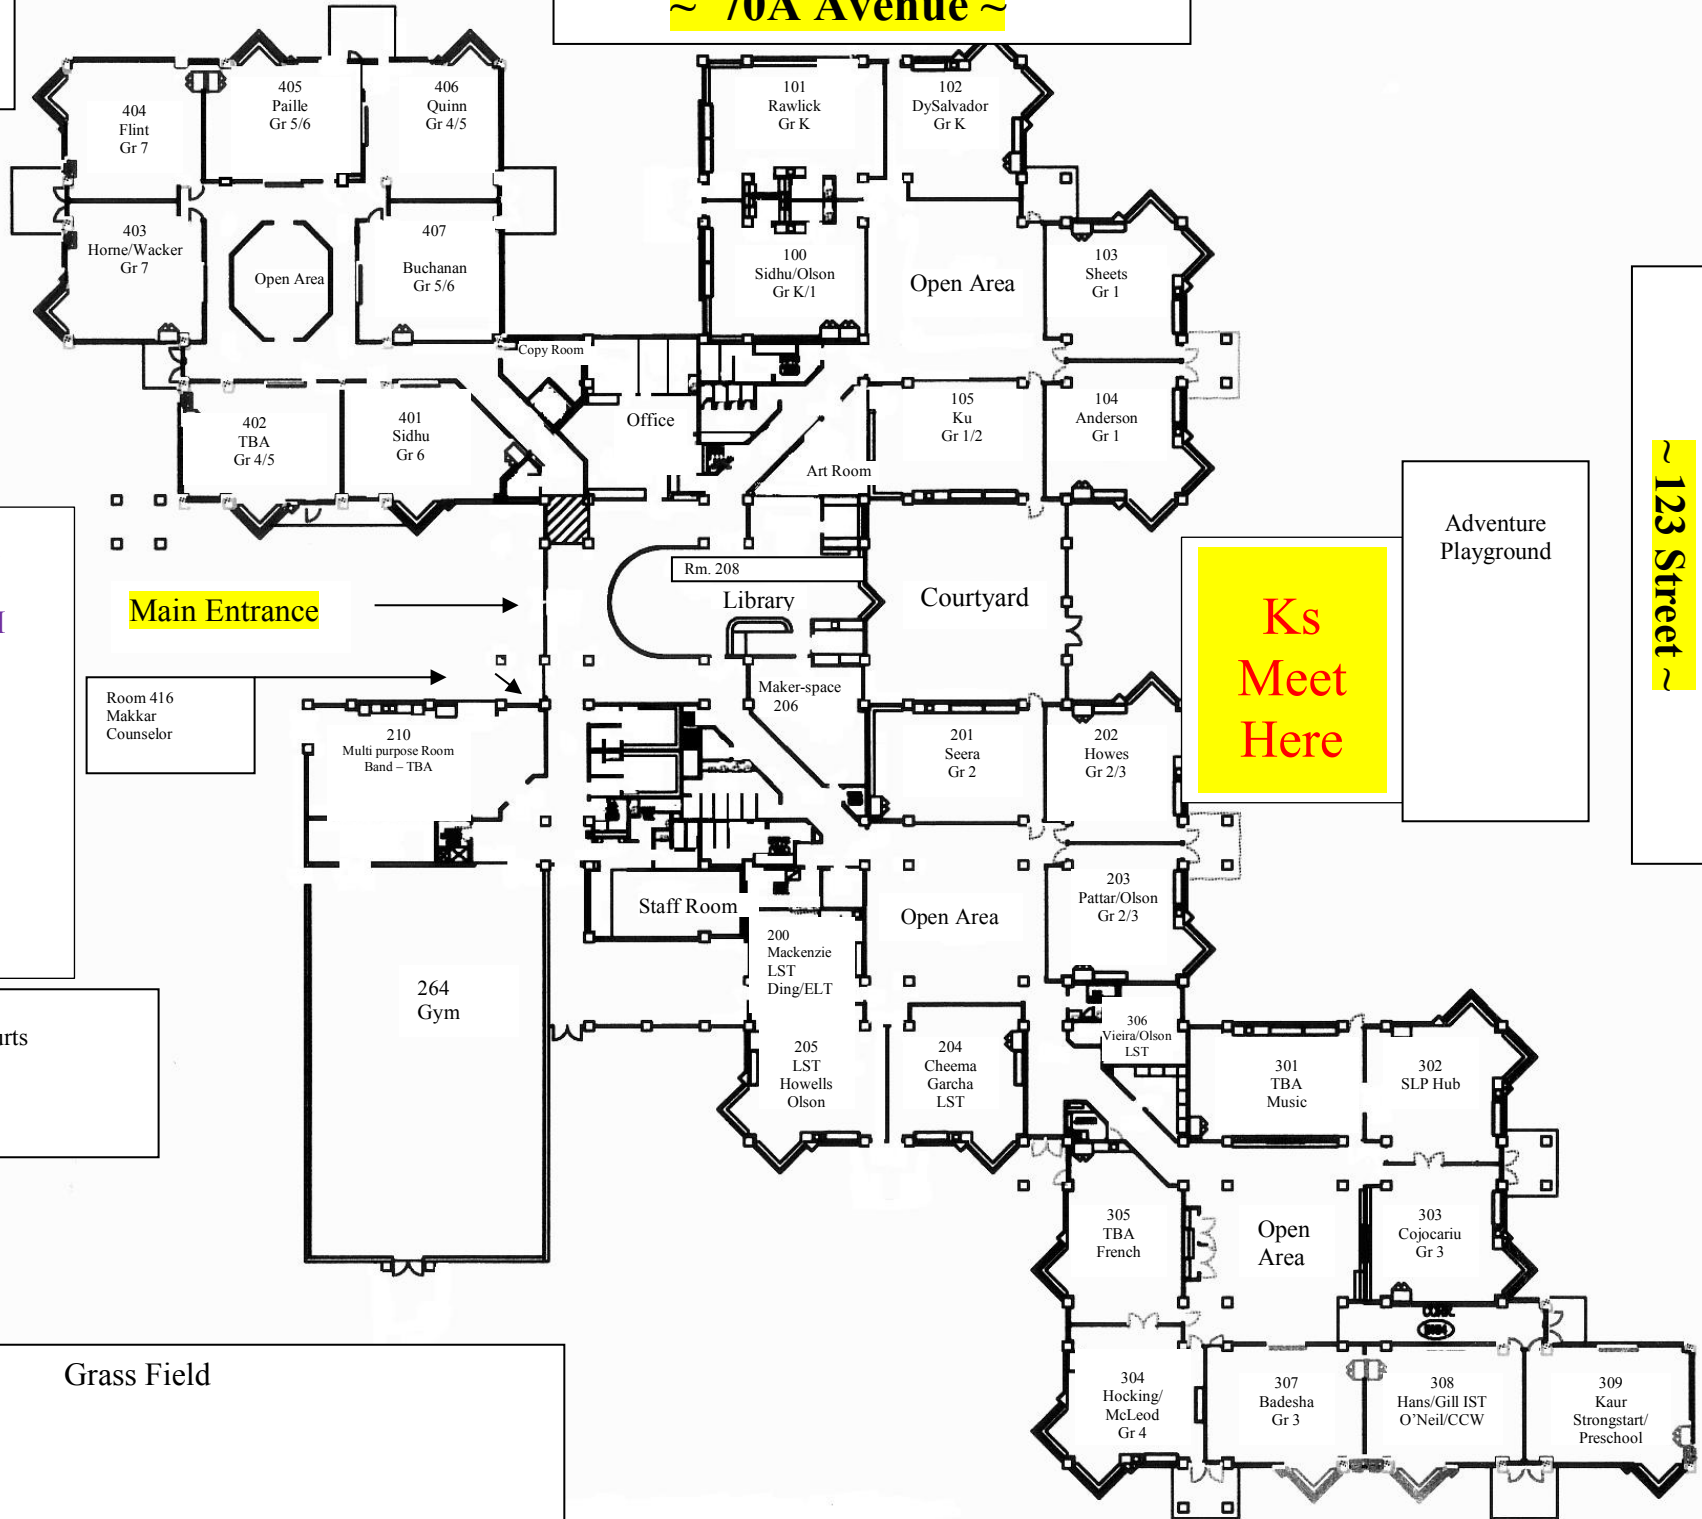 ~ 70A Avenue ~
404
Flint
Gr 7
405
Paille
Gr 5/6
406
Quinn
Gr 4/5
403
Horne/Wacker
Gr 7
Open Area
407
Buchanan
Gr 5/6
402
TBA
Gr 4/5
401
Sidhu
Gr 6
Copy Room
Office
101
Rawlick
Gr K
102
DySalvador
Gr K
100
Sidhu/Olson
Gr K/1
Open Area
103
Sheets
Gr 1
105
Ku
Gr 1/2
104
Anderson
Gr 1
Art Room
Rm. 208
Library
Courtyard
Main Entrance
Room 416
Makkar
Counselor
Ks
Meet
Here
Adventure
Playground
~ 123 Street ~
Maker-space
206
210
Multi purpose Room
Band – TBA
201
Seera
Gr 2
202
Howes
Gr 2/3
203
Pattar/Olson
Gr 2/3
Staff Room
Open Area
200
Mackenzie
LST
Ding/ELT
264
Gym
205
LST
Howells
Olson
204
Cheema
Garcha
LST
306
Vieira/Olson
LST
301
TBA
Music
302
SLP Hub
305
TBA
French
Open
Area
303
Cojocariu
Gr 3
304
Hocking/
McLeod
Gr 4
307
Badesha
Gr 3
308
Hans/Gill IST
O'Neil/CCW
309
Kaur
Strongstart/
Preschool
Grass Field